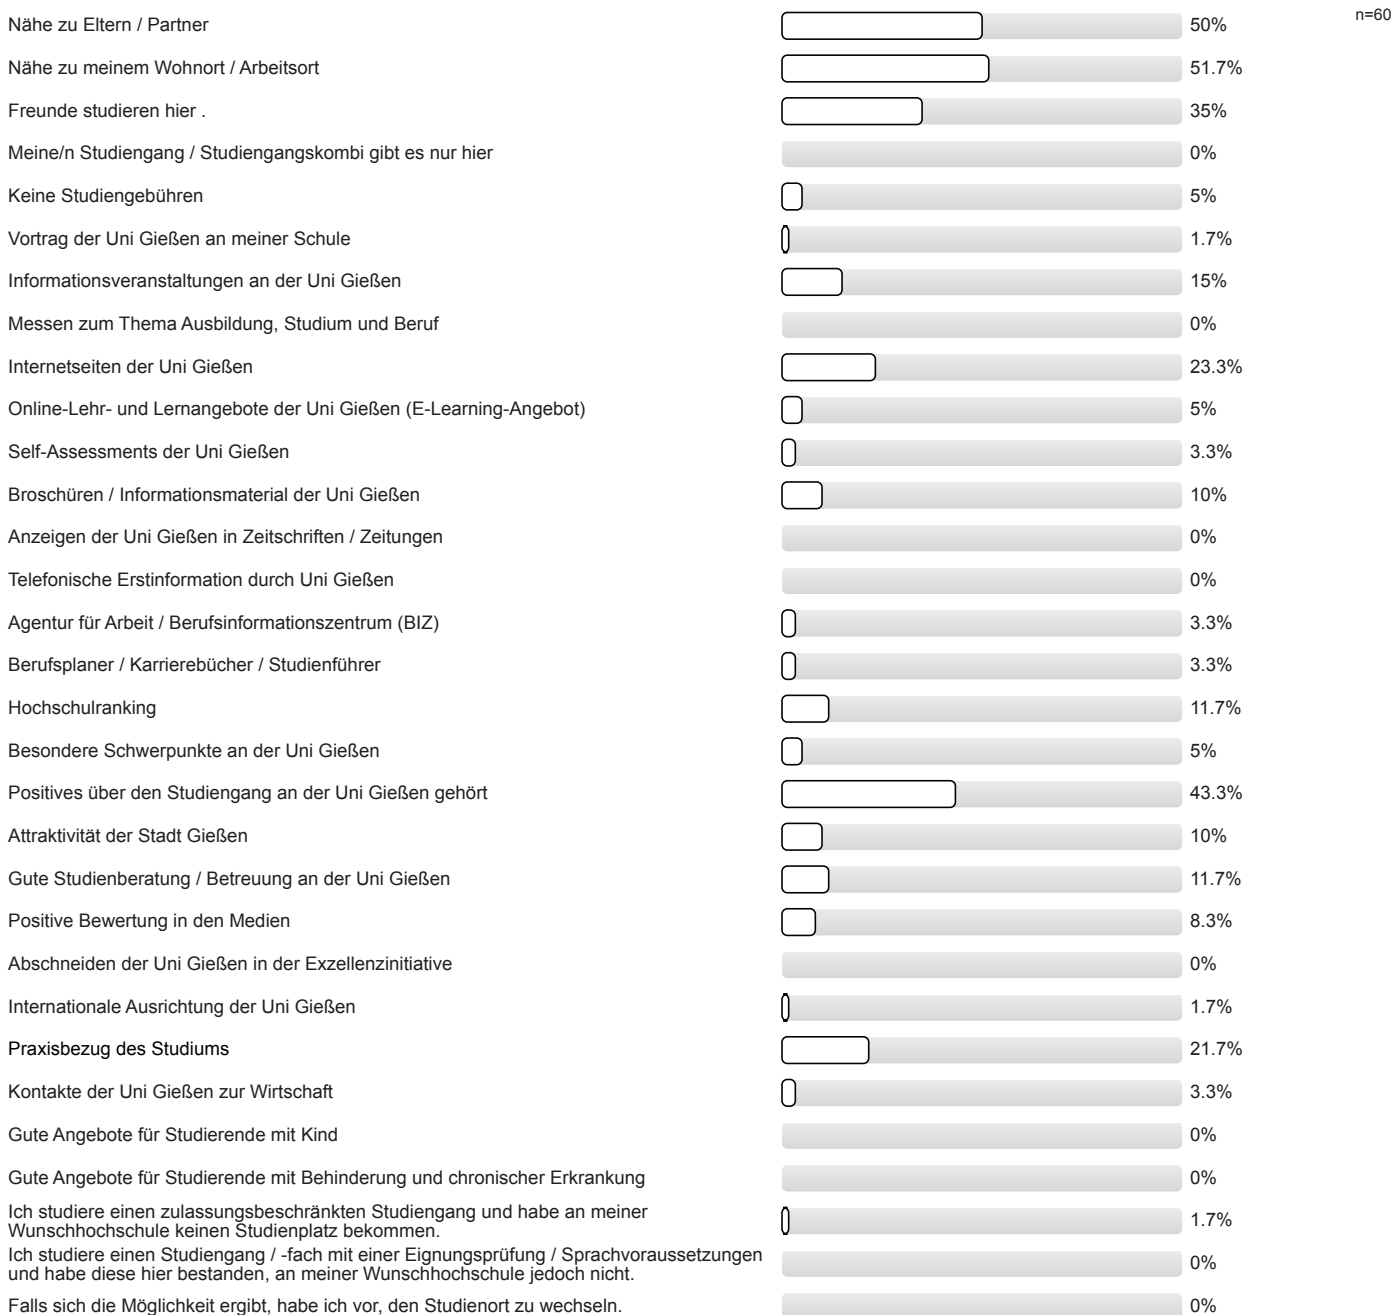 Nähe zu Eltern / Partner 50% n=60
Nähe zu meinem Wohnort / Arbeitsort 51.7%
Freunde studieren hier . 35%
Meine/n Studiengang / Studiengangskombi gibt es nur hier 0%
Keine Studiengebühren 5%
Vortrag der Uni Gießen an meiner Schule 1.7%
Informationsveranstaltungen an der Uni Gießen 15%
Messen zum Thema Ausbildung, Studium und Beruf 0%
Internetseiten der Uni Gießen 23.3%
Online-Lehr- und Lernangebote der Uni Gießen (E-Learning-Angebot) 5%
Self-Assessments der Uni Gießen 3.3%
Broschüren / Informationsmaterial der Uni Gießen 10%
Anzeigen der Uni Gießen in Zeitschriften / Zeitungen 0%
Telefonische Erstinformation durch Uni Gießen 0%
Agentur für Arbeit / Berufsinformationszentrum (BIZ) 3.3%
Berufsplaner / Karrierebücher / Studienführer 3.3%
Hochschulranking 11.7%
Besondere Schwerpunkte an der Uni Gießen 5%
Positives über den Studiengang an der Uni Gießen gehört 43.3%
Attraktivität der Stadt Gießen 10%
Gute Studienberatung / Betreuung an der Uni Gießen 11.7%
Positive Bewertung in den Medien 8.3%
Abschneiden der Uni Gießen in der Exzellenzinitiative 0%
Internationale Ausrichtung der Uni Gießen 1.7%
Praxisbezug des Studiums 21.7%
Kontakte der Uni Gießen zur Wirtschaft 3.3%
Gute Angebote für Studierende mit Kind 0%
Gute Angebote für Studierende mit Behinderung und chronischer Erkrankung 0%
Ich studiere einen zulassungsbeschränkten Studiengang und habe an meiner
Wunschhochschule keinen Studienplatz bekommen. 1.7%
Ich studiere einen Studiengang / -fach mit einer Eignungsprüfung / Sprachvoraussetzungen
und habe diese hier bestanden, an meiner Wunschhochschule jedoch nicht. 0%
Falls sich die Möglichkeit ergibt, habe ich vor, den Studienort zu wechseln. 0%